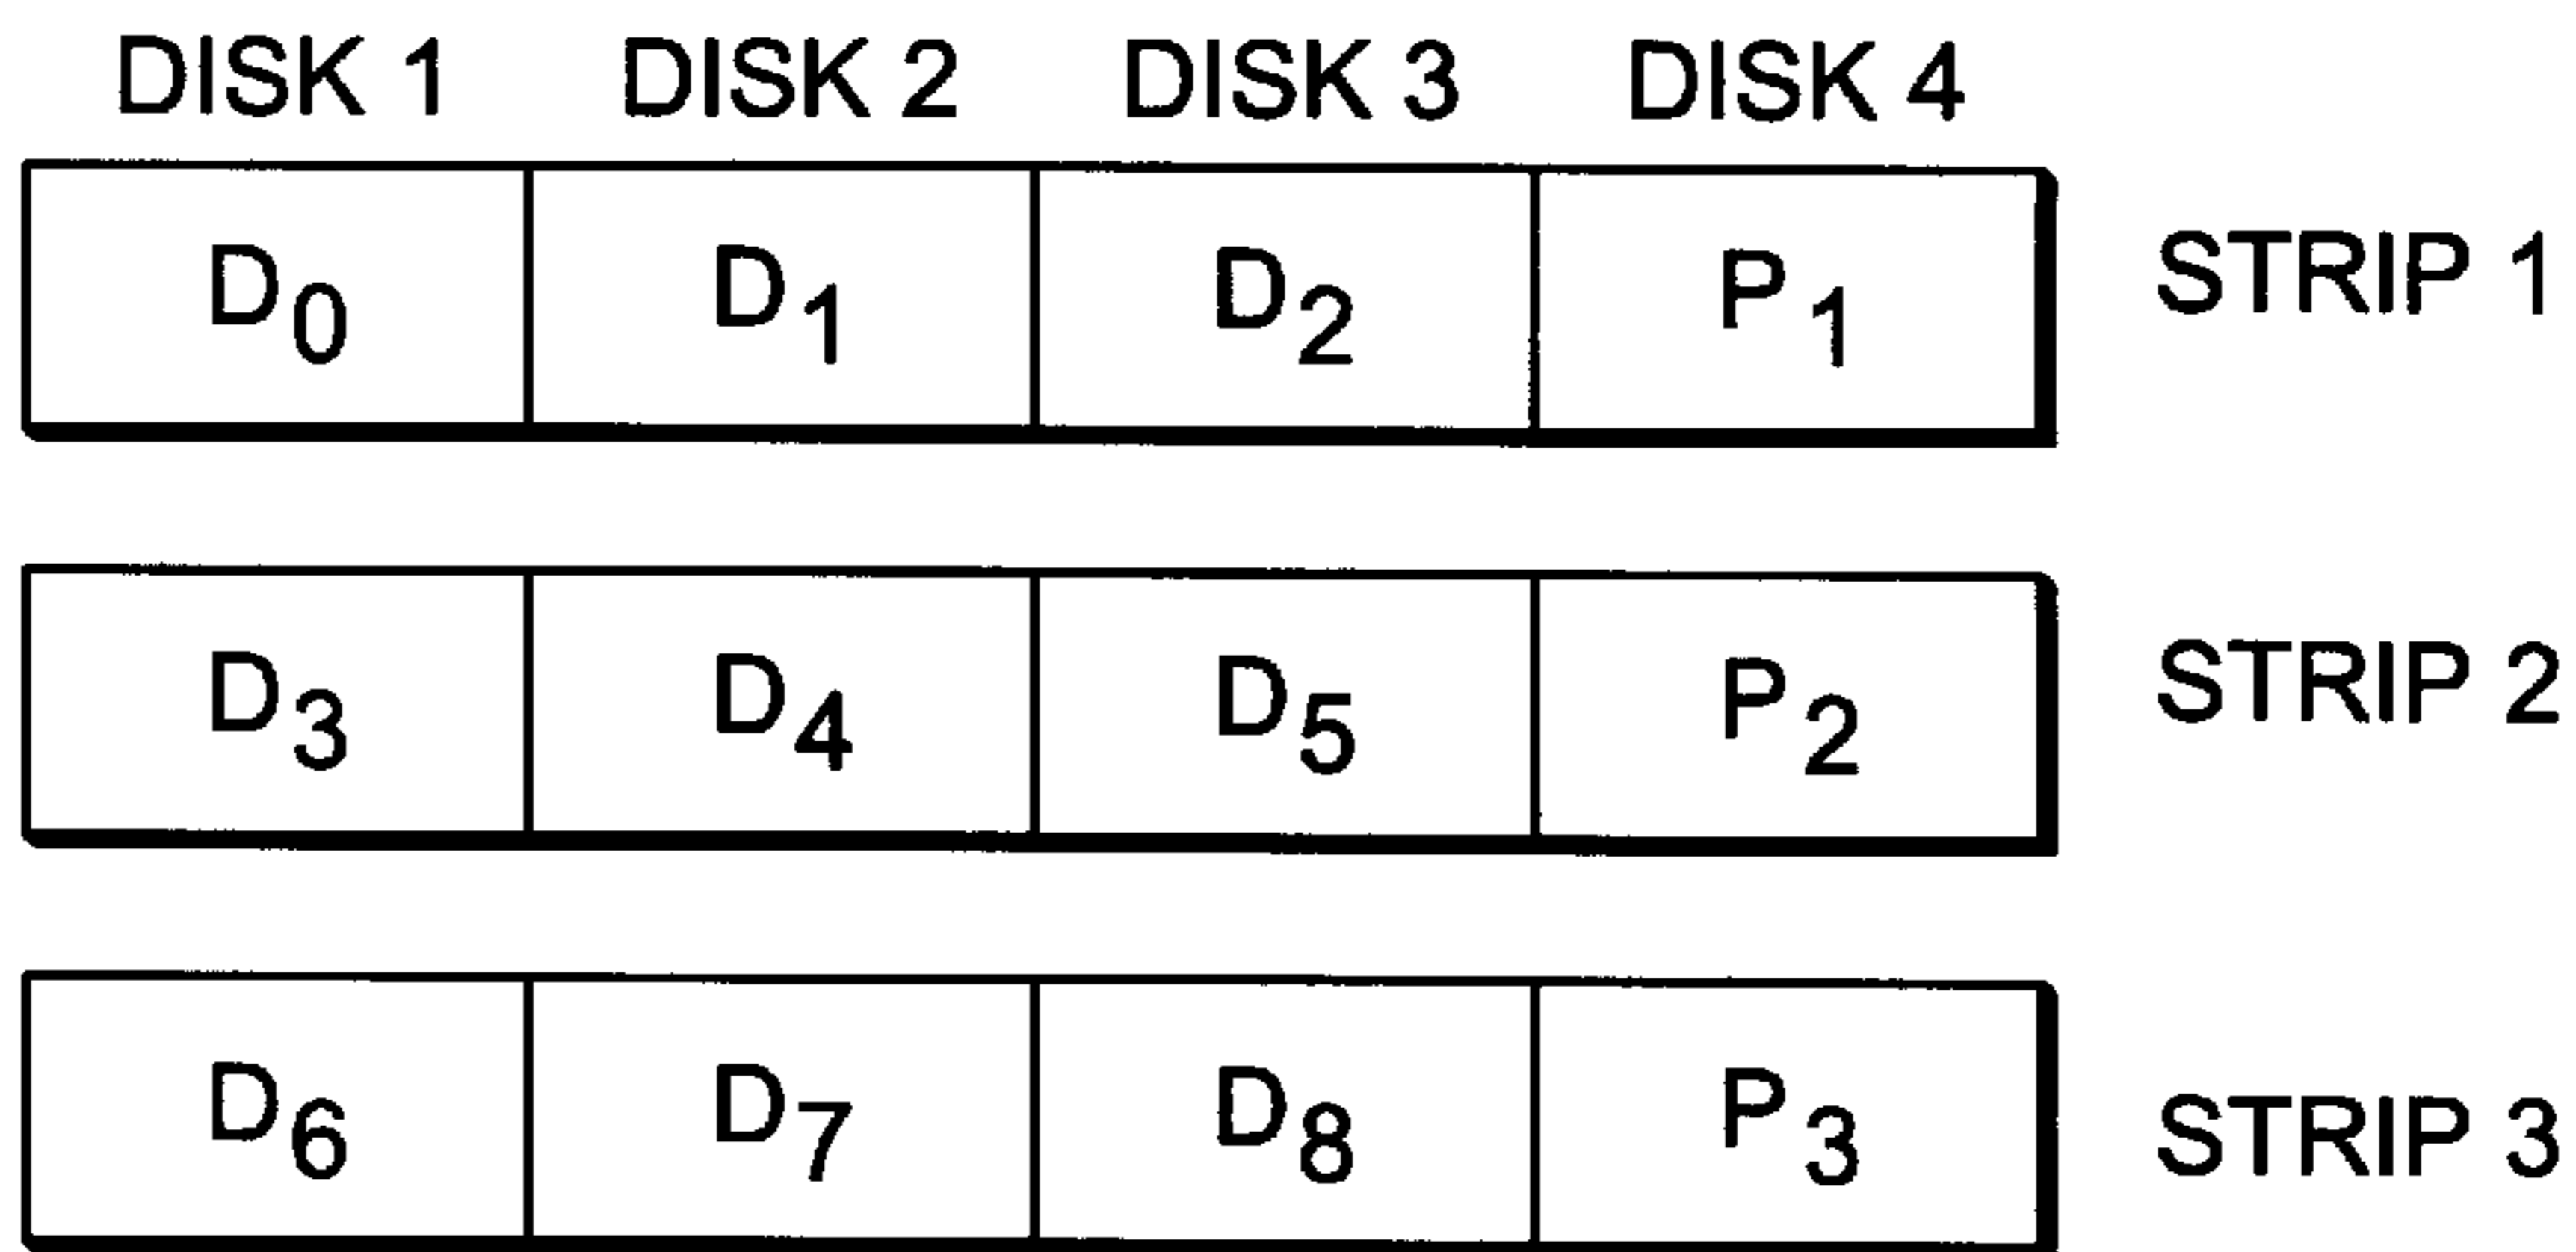 DISK 1 DISK 2 DISK 3 DISK 4
D0 D1 D2 P1 STRIP 1
D3 D4 D5 P2 STRIP 2
D6 D7 D8 P3 STRIP 3